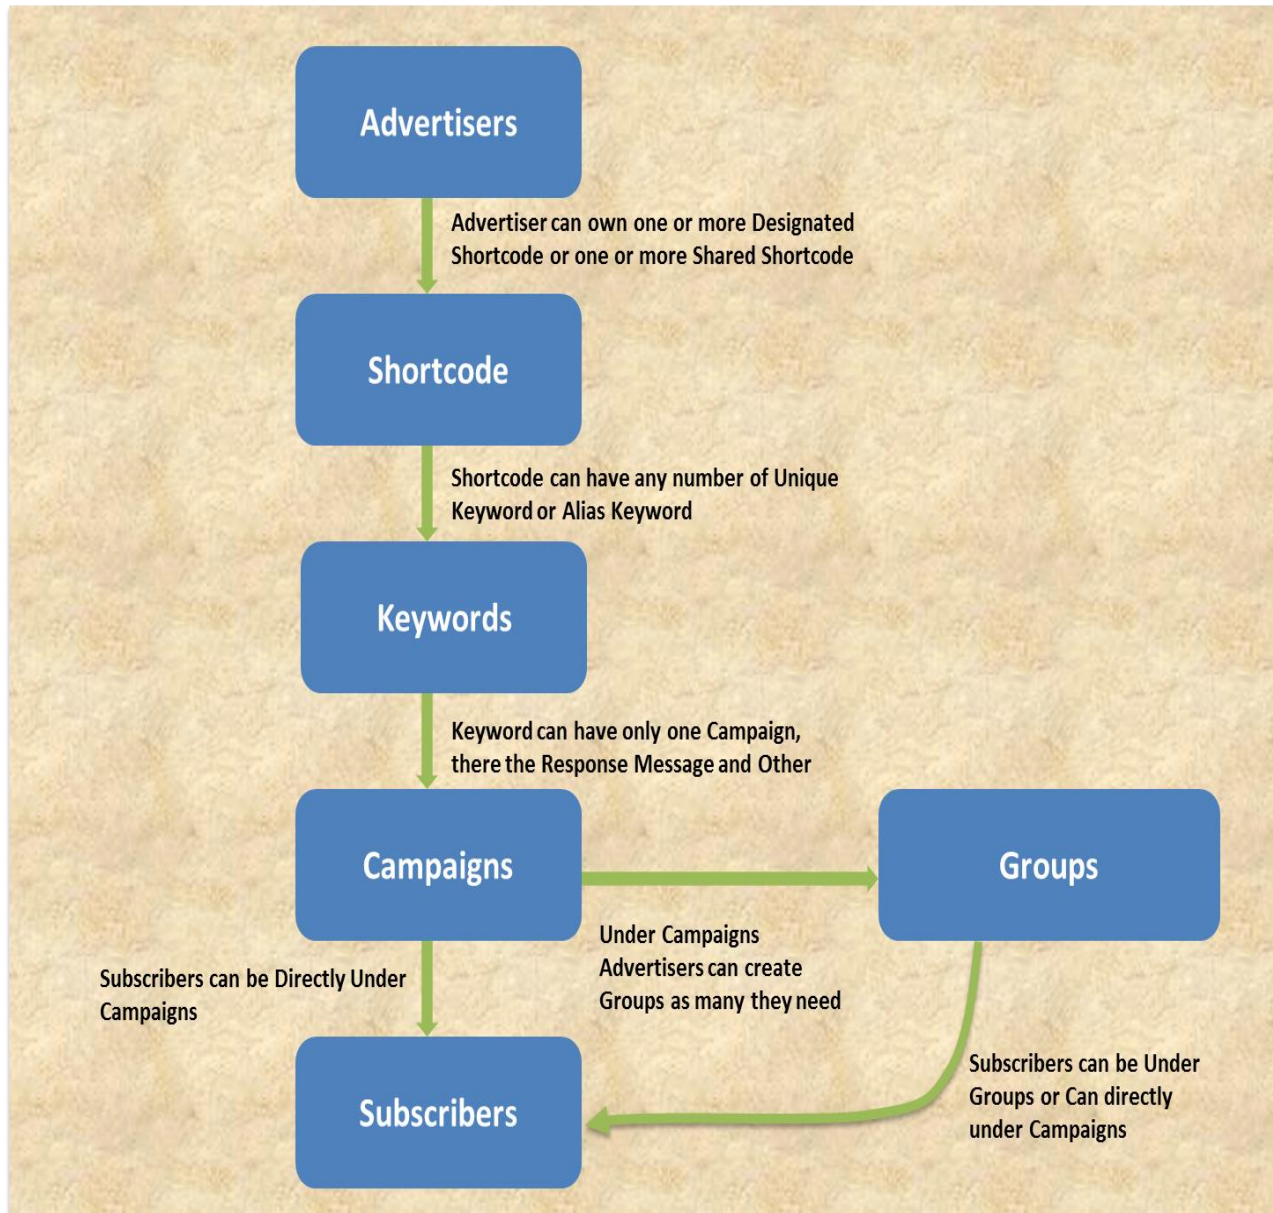 Advertisers
Advertiser can own one or more Designated
Shortcode or one or more Shared Shortcode
Shortcode
Shortcode can have any number of Unique
Keyword or Alias Keyword
Keywords
Keyword can have only one Campaign,
there the Response Message and Other
Campaigns
Groups
Subscribers can be Directly Under
Campaigns
Under Campaigns
Advertisers can create
Groups as many they need
Subscribers can be Under
Groups or Can directly
under Campaigns
Subscribers